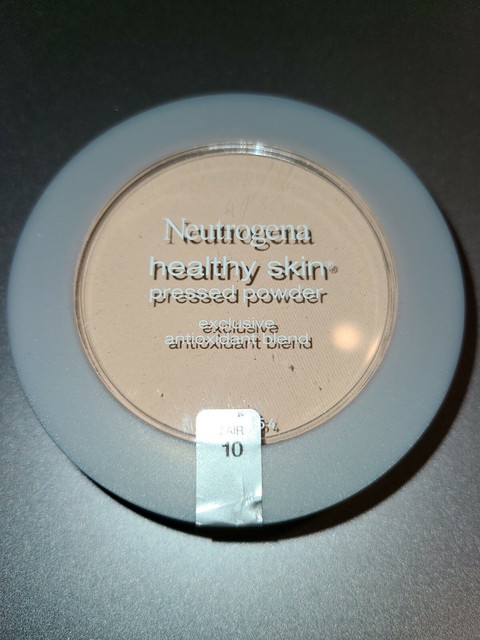 Neutrogena
healthy skin®
pressed powder
exclusive
antioxidant blend
FAIR
10